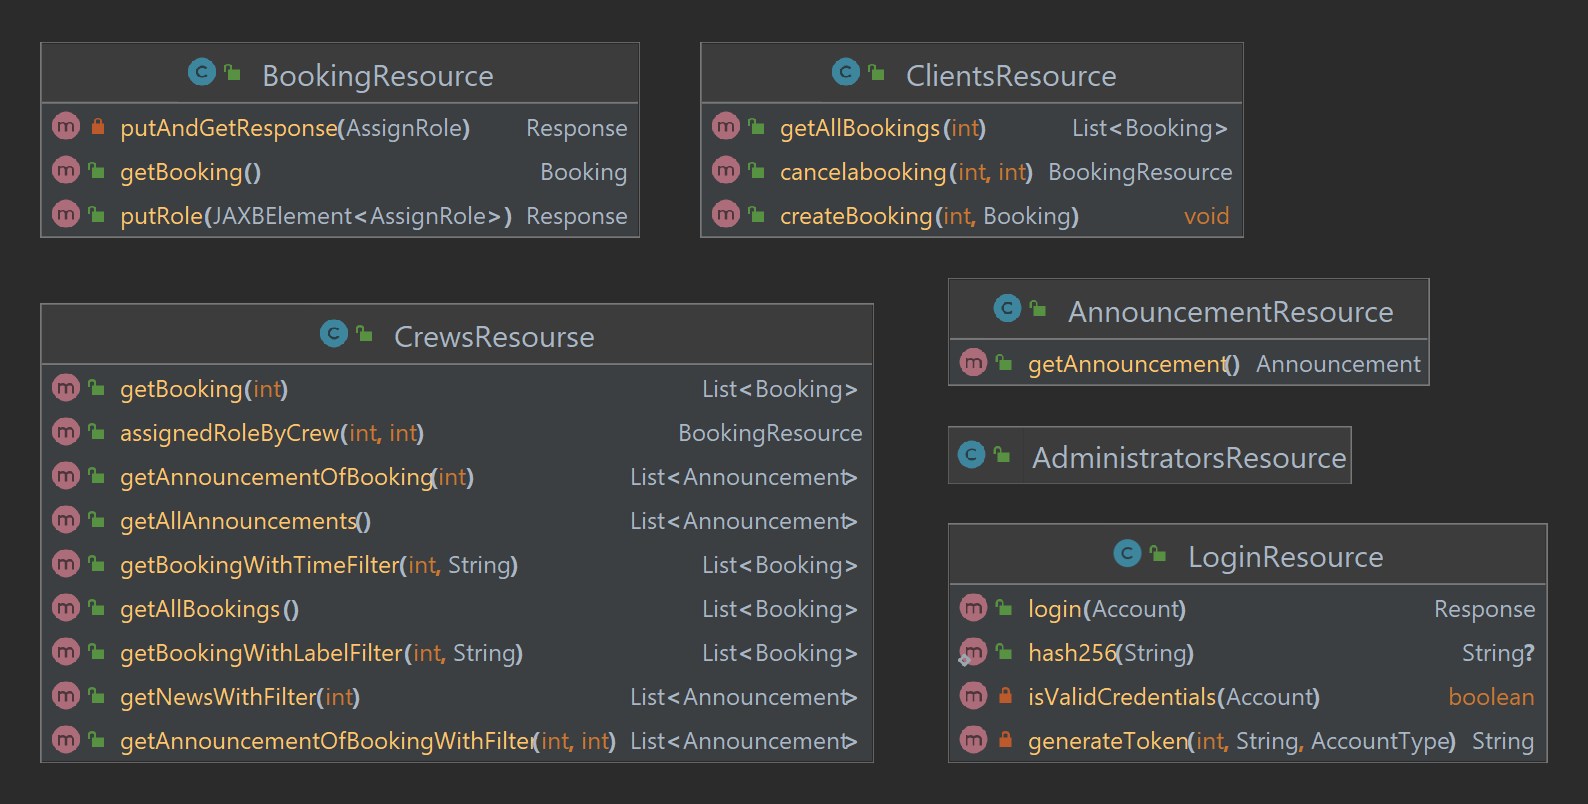 BookingResource
putAndGetResponse(AssignRole) Response
getBooking() Booking
putRole(JAXBElement<AssignRole>) Response
ClientsResource
getAllBookings(int) List<Booking>
cancelabooking(int, int) BookingResource
createBooking(int, Booking) void
CrewsResourse
getBooking(int) List<Booking>
assignedRoleByCrew(int, int) BookingResource
getAnnouncementOfBooking(int) List<Announcement>
getAllAnnouncements() List<Announcement>
getBookingWithTimeFilter(int, String) List<Booking>
getAllBookings() List<Booking>
getBookingWithLabelFilter(int, String) List<Booking>
getNewsWithFilter(int) List<Announcement>
getAnnouncementOfBookingWithFilter(int, int) List<Announcement>
AnnouncementResource
getAnnouncement() Announcement
AdministratorsResource
LoginResource
login(Account) Response
hash256(String) String?
isValidCredentials(Account) boolean
generateToken(int, String, AccountType) String